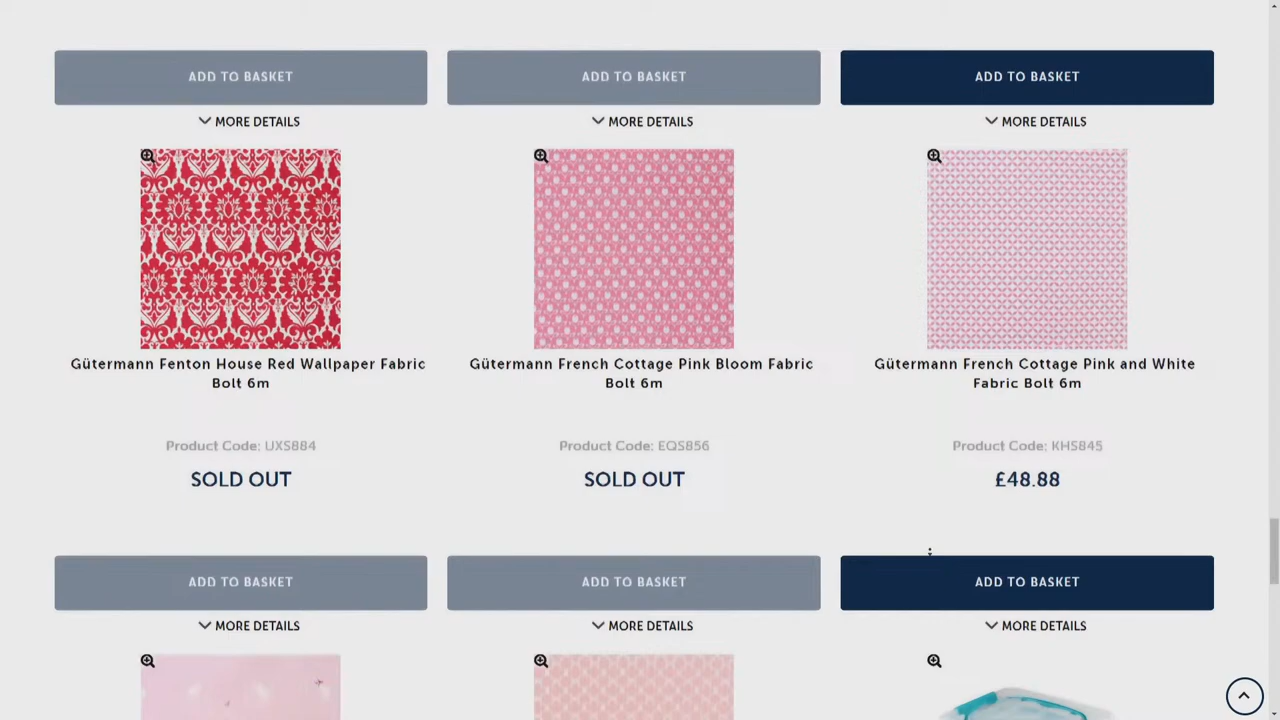 ADD TO BASKET ADD TO BASKET ADD TO BASKET
MORE DETAILS MORE DETAILS MORE DETAILS
Gütermann Fenton House Red Wallpaper Fabric
Bolt 6m
Gütermann French Cottage Pink Bloom Fabric
Bolt 6m
Gütermann French Cottage Pink and White
Fabric Bolt 6m
Product Code: UXS884 Product Code: EQS856 Product Code: KHS845
SOLD OUT SOLD OUT £48.88
ADD TO BASKET ADD TO BASKET ADD TO BASKET
MORE DETAILS MORE DETAILS MORE DETAILS